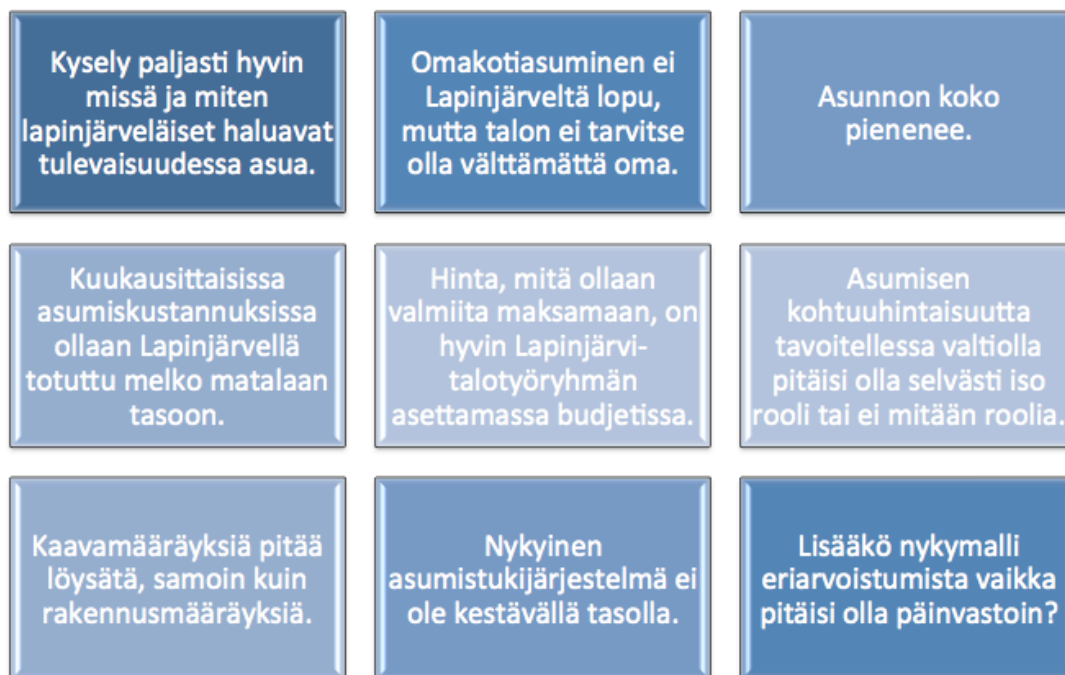 Kysely paljasti hyvin
missä ja miten
lapinjärveläiset haluavat
tulevaisuudessa asua.
Omakotiasuminen ei
Lapinjärveltä lopu,
mutta talon ei tarvitse
olla välttämättä oma.
Asunnon koko
pienenee.
Kuukausittaisissa
asumiskustannuksissa
ollaan Lapinjärvellä
totuttu melko matalaan
tasoon.
Hinta, mitä ollaan
valmiita maksamaan, on
hyvin Lapinjärvi-
talotyöryhmän
asettamassa budjetissa.
Asumisen
kohtuuhintaisuutta
tavoitellessa valtiolla
pitäisi olla selvästi iso
rooli tai ei mitään roolia.
Kaavamääräyksiä pitää
löysätä, samoin kuin
rakennusmääräyksiä.
Nykyinen
asumistukijärjestelmä ei
ole kestävällä tasolla.
Lisääkö nykymalli
eriarvoistumista vaikka
pitäisi olla päinvastoin?